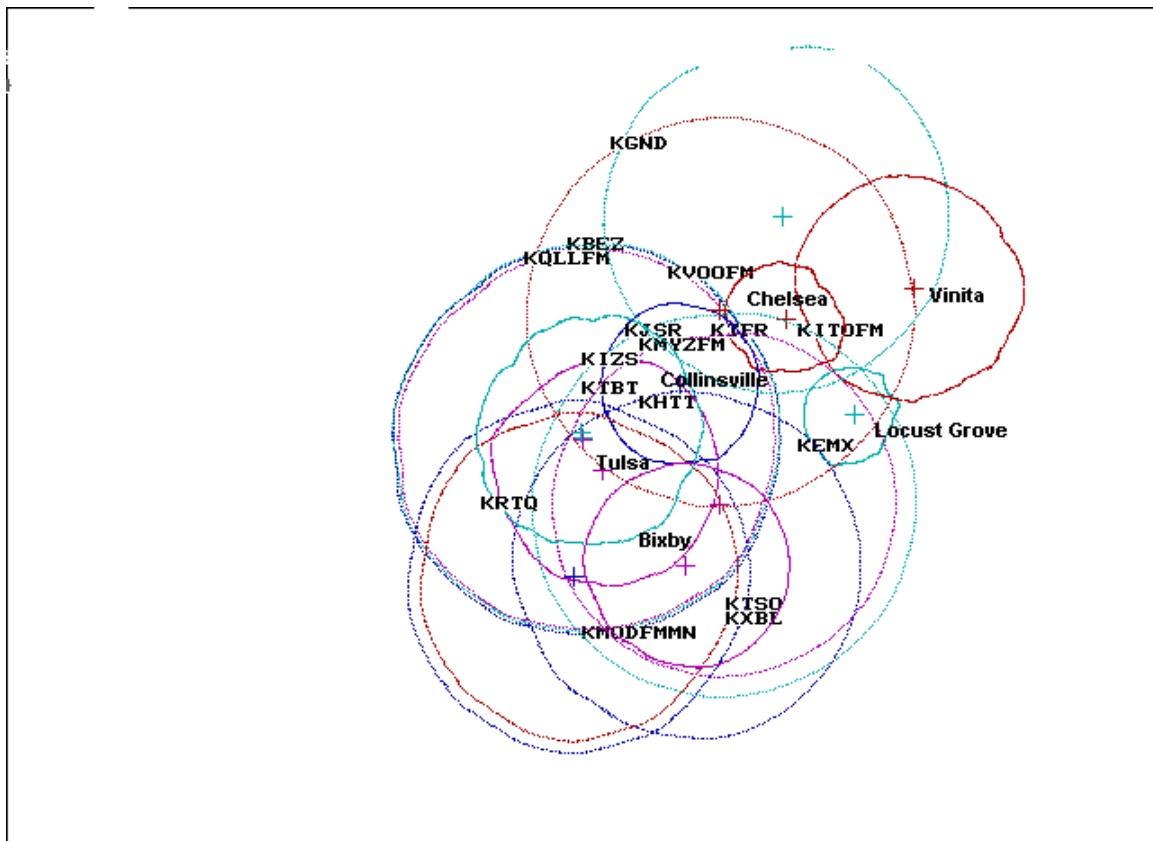 KGND
KBEZ
KQLLFM
KVOOFM
Chelsea
Vinita
KJSR
KIFR
KITOFM
KMYZFM
KIZS
Collinsville
KTBT
KHTT
Locust Grove
KEMX
Tulsa
KRTQ
Bixby
KTSO
KXBL
KMODFMMN